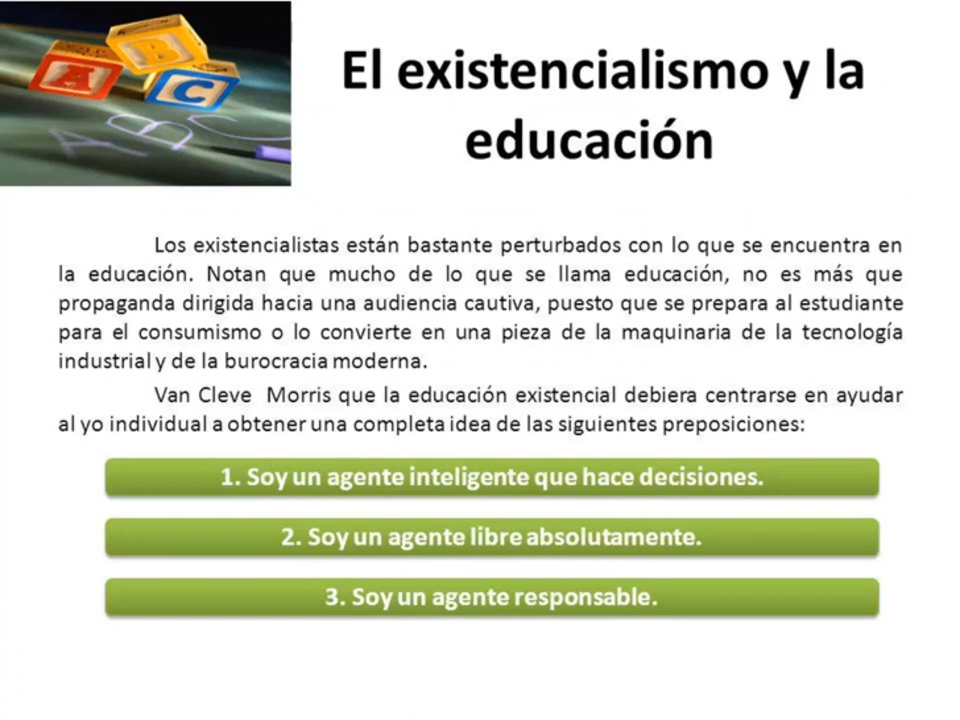 A
B
C
A B C
El existencialismo y la
educación
Los existencialistas están bastante perturbados con lo que se encuentra en
la educación. Notan que mucho de lo que se llama educación, no es más que
propaganda dirigida hacia una audiencia cautiva, puesto que se prepara al estudiante
para el consumismo o lo convierte en una pieza de la maquinaria de la tecnología
industrial y de la burocracia moderna.
Van Cleve Morris que la educación existencial debiera centrarse en ayudar
al yo individual a obtener una completa idea de las siguientes preposiciones:
1. Soy un agente inteligente que hace decisiones.
2. Soy un agente libre absolutamente.
3. Soy un agente responsable.